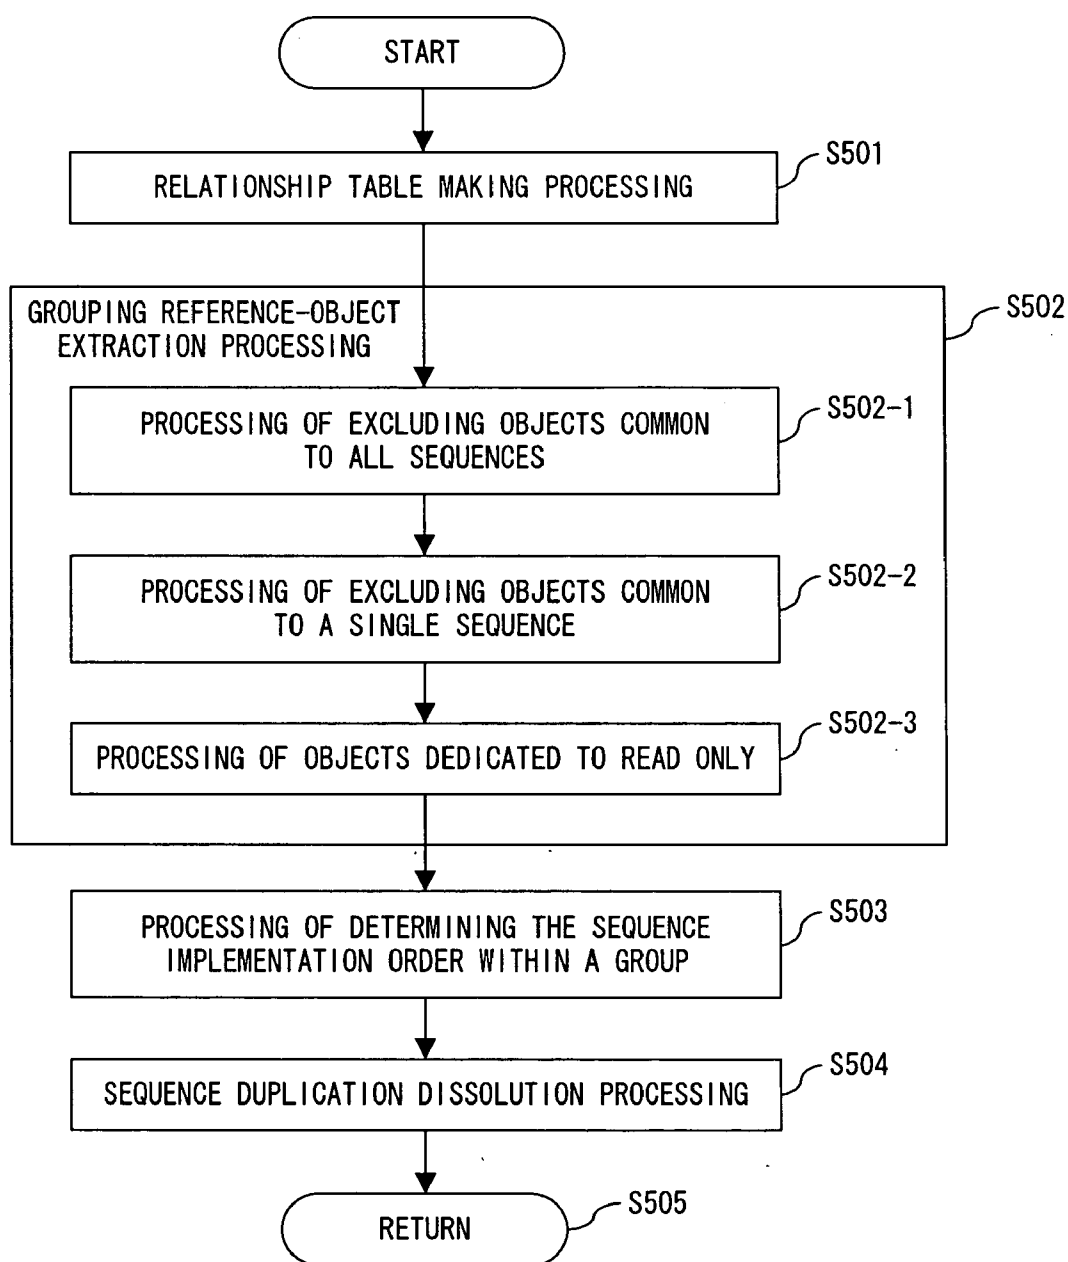 START
RELATIONSHIP TABLE MAKING PROCESSING
S501
GROUPING REFERENCE-OBJECT
EXTRACTION PROCESSING
S502
PROCESSING OF EXCLUDING OBJECTS COMMON
TO ALL SEQUENCES
S502-1
PROCESSING OF EXCLUDING OBJECTS COMMON
TO A SINGLE SEQUENCE
S502-2
PROCESSING OF OBJECTS DEDICATED TO READ ONLY
S502-3
PROCESSING OF DETERMINING THE SEQUENCE
IMPLEMENTATION ORDER WITHIN A GROUP
S503
SEQUENCE DUPLICATION DISSOLUTION PROCESSING
S504
RETURN
S505